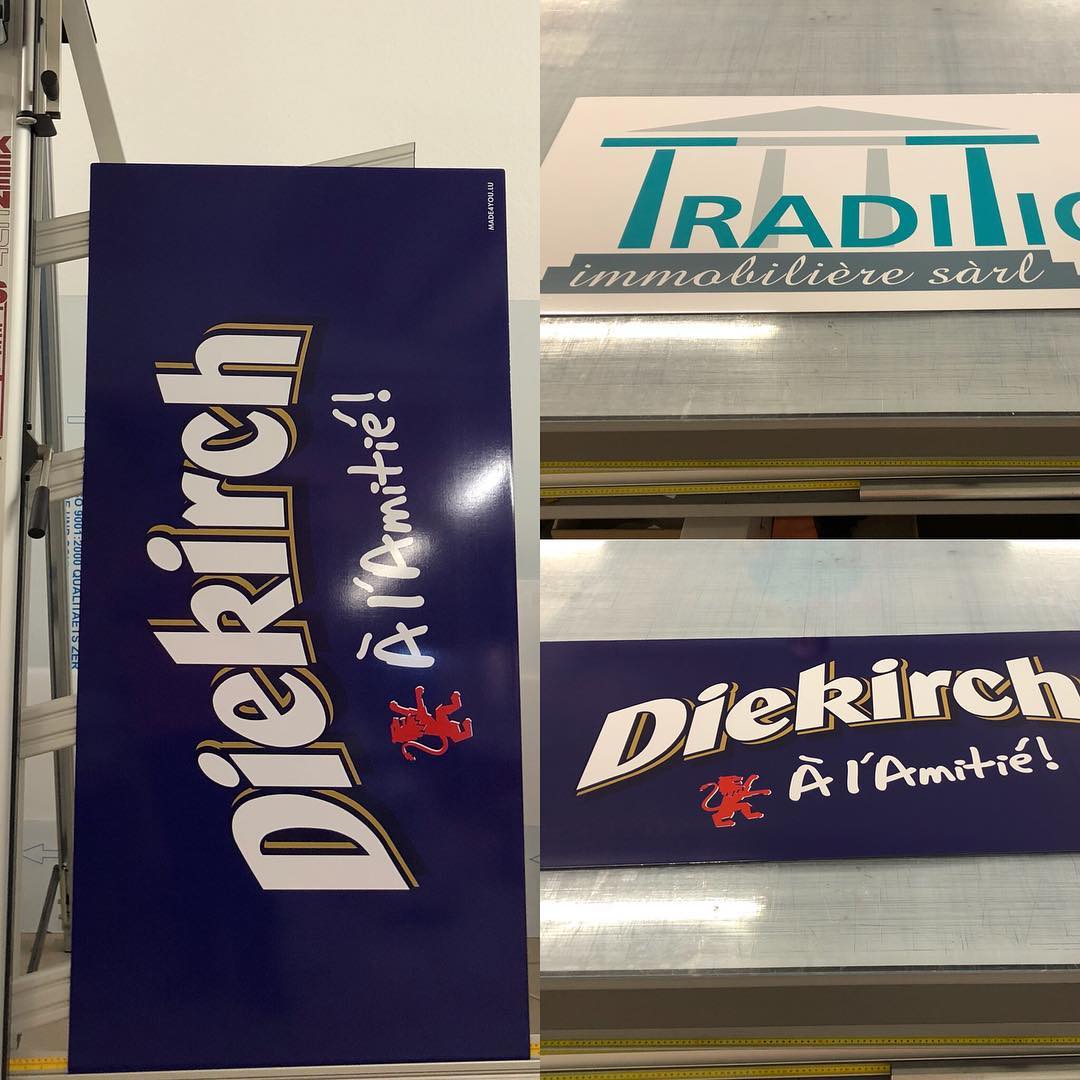 MADE4YOU.LU
Diekirch
À l'Amitié!
TRADITIO
immobilière sàrl
Diekirch
À l'Amitié!